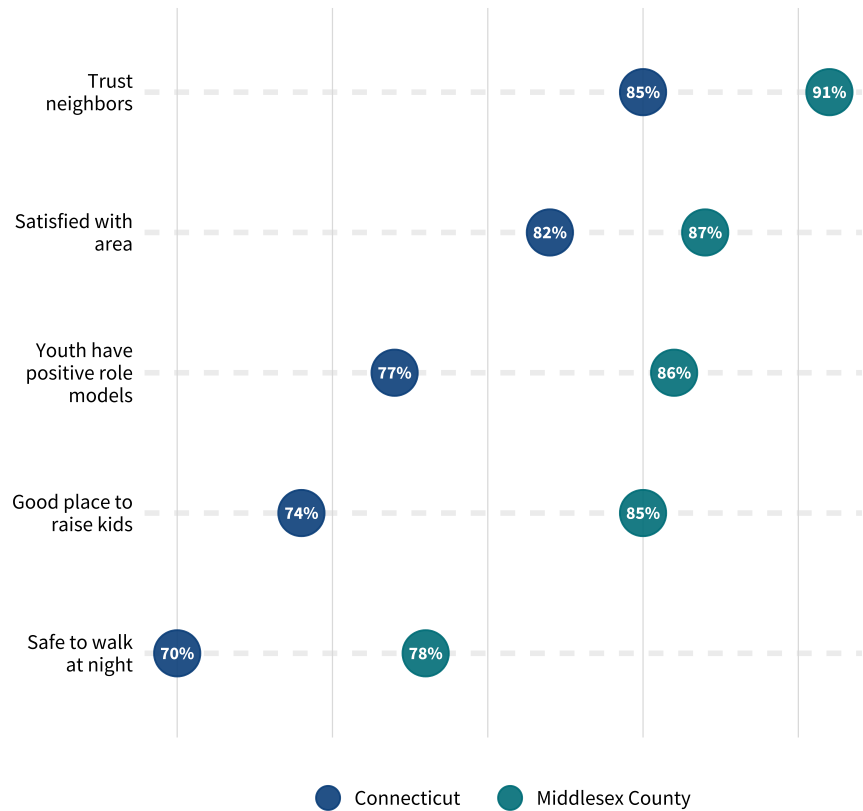 Trust
neighbors
85%
91%
Satisfied with
area
82%
87%
Youth have
positive role
models
77%
86%
Good place to
raise kids
74%
85%
Safe to walk
at night
70%
78%
Connecticut
Middlesex County